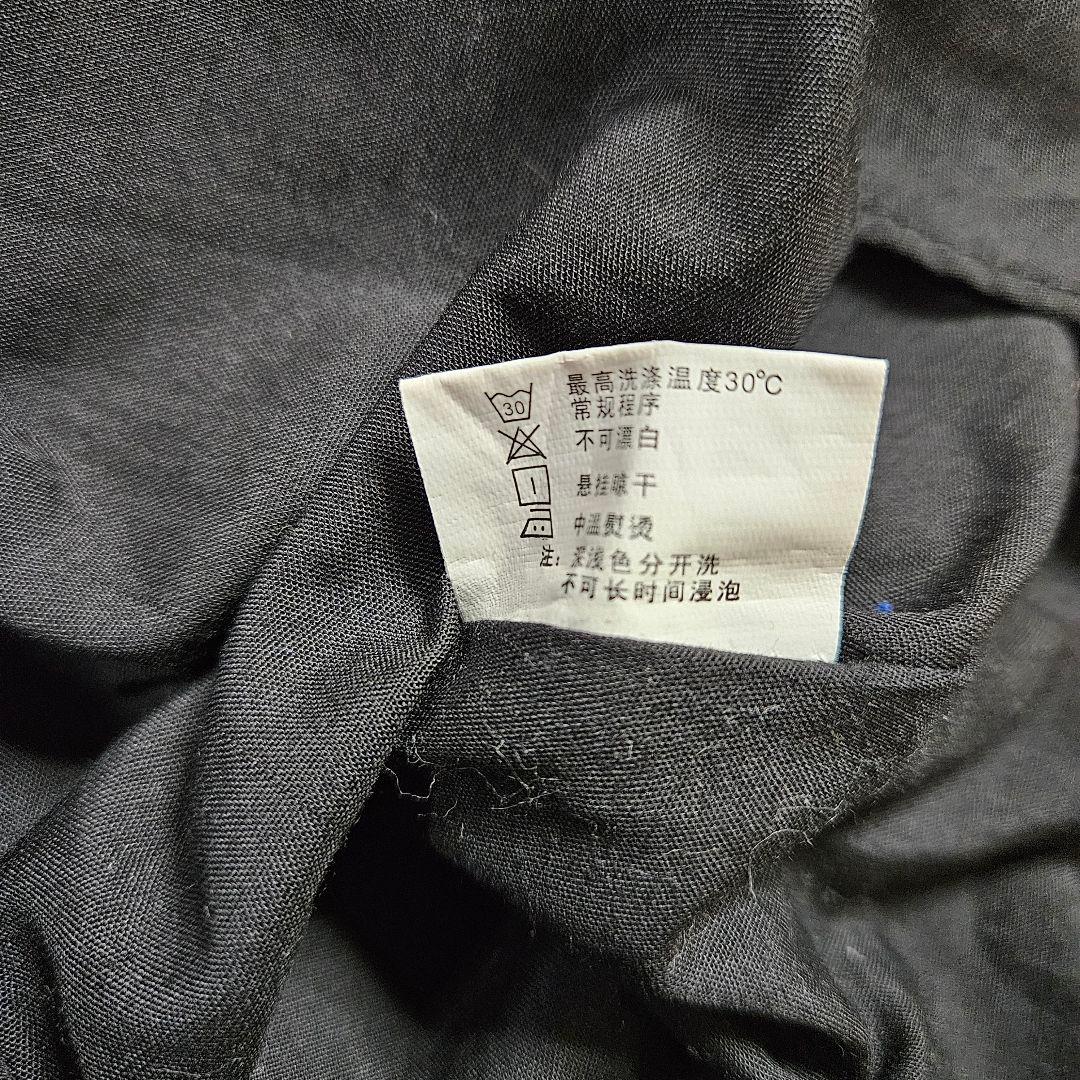 30
最高洗涤温度30℃
常规程序
不可漂白
悬挂晾干
中温熨烫
注：深浅色分开洗
不可长时间浸泡